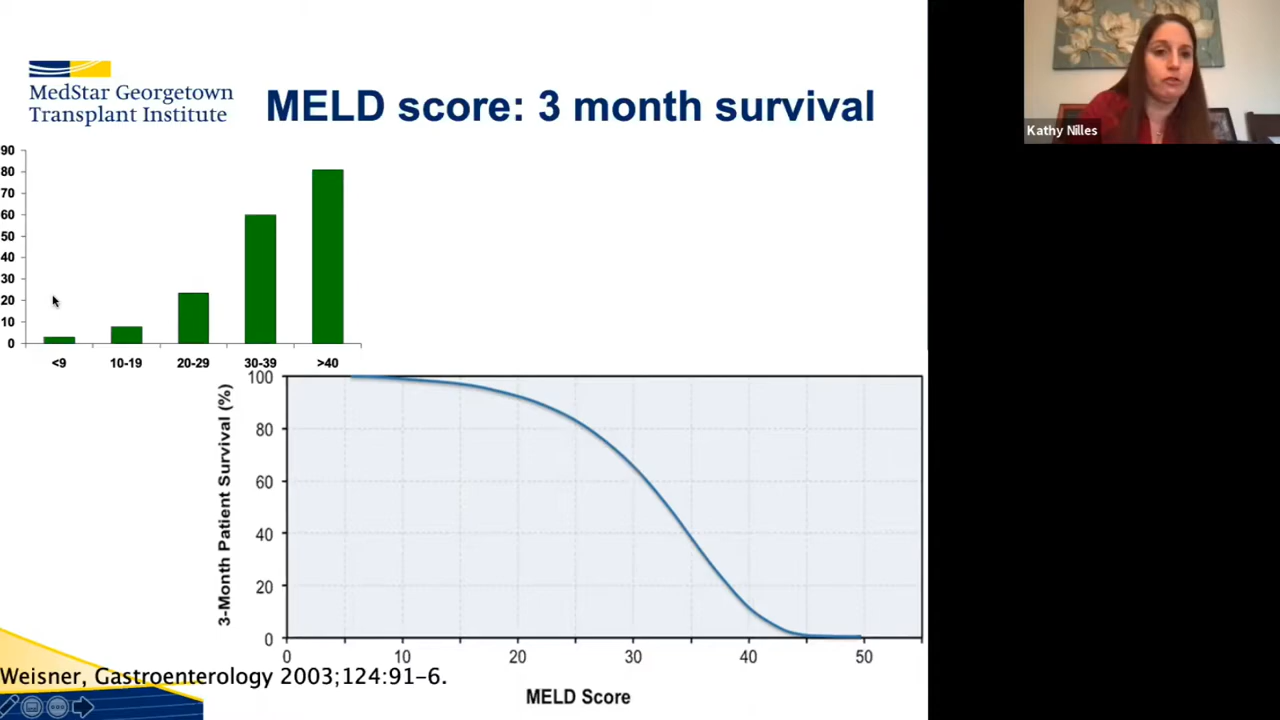 MedStar Georgetown
Transplant Institute
MELD score: 3 month survival
Kathy Nilles
90
80
70
60
50
40
30
20
10
0
<9 10-19 20-29 30-39 >40
3-Month Patient Survival (%)
100
80
60
40
20
0
0 10 20 30 40 50
MELD Score
Weisner, Gastroenterology 2003;124:91–6.